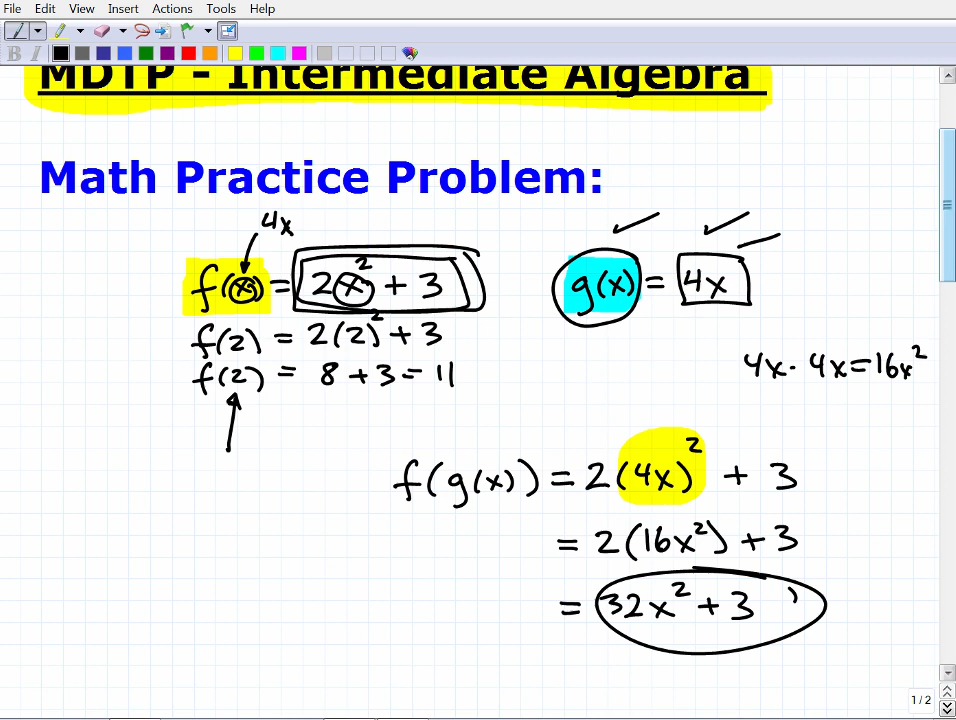 File Edit View Insert Actions Tools Help
B I
MDTP - Intermediate Algebra
Math Practice Problem:
4x
f(x) = 2x² + 3
g(x) = 4x
f(2) = 2(2)² + 3
f(2) = 8 + 3 = 11
4x · 4x = 16x²
f(g(x)) = 2(4x)² + 3
= 2(16x²) + 3
= 32x² + 3
1/2